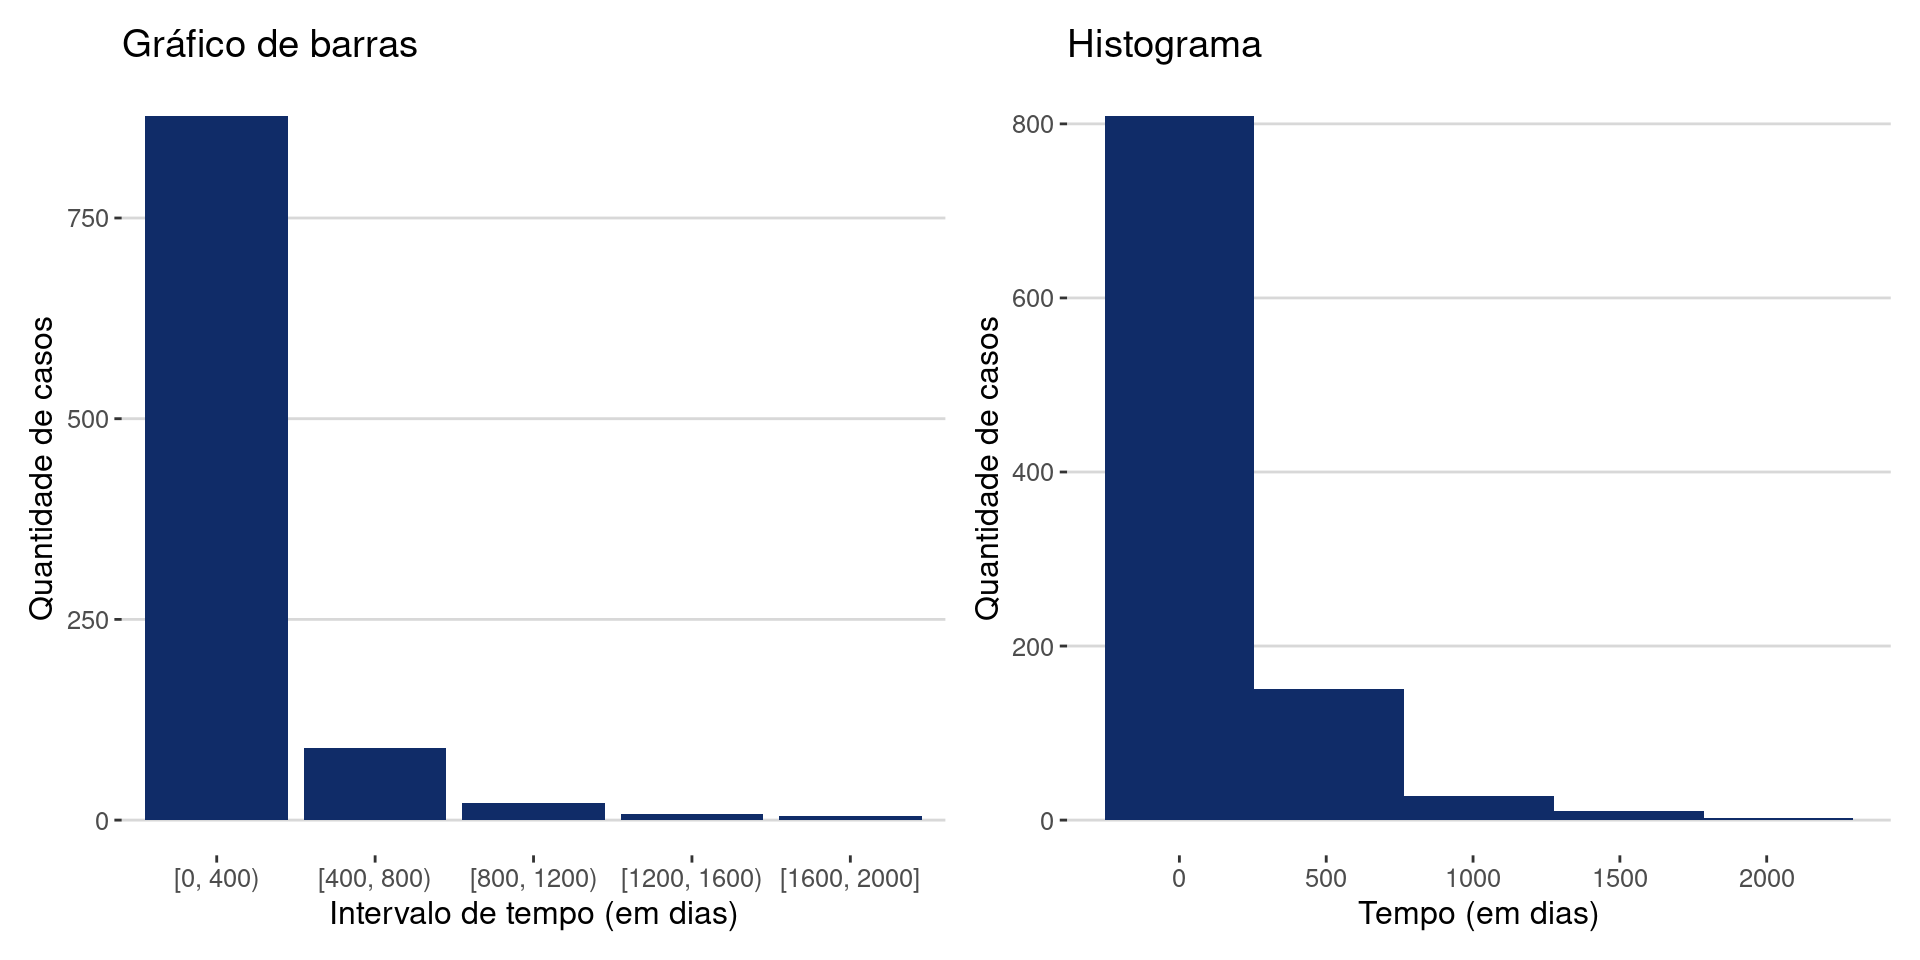 Gráfico de barras
Quantidade de casos
750
500
250
0
[0, 400) [400, 800) [800, 1200) [1200, 1600) [1600, 2000]
Intervalo de tempo (em dias)
Histograma
Quantidade de casos
800
600
400
200
0
0 500 1000 1500 2000
Tempo (em dias)